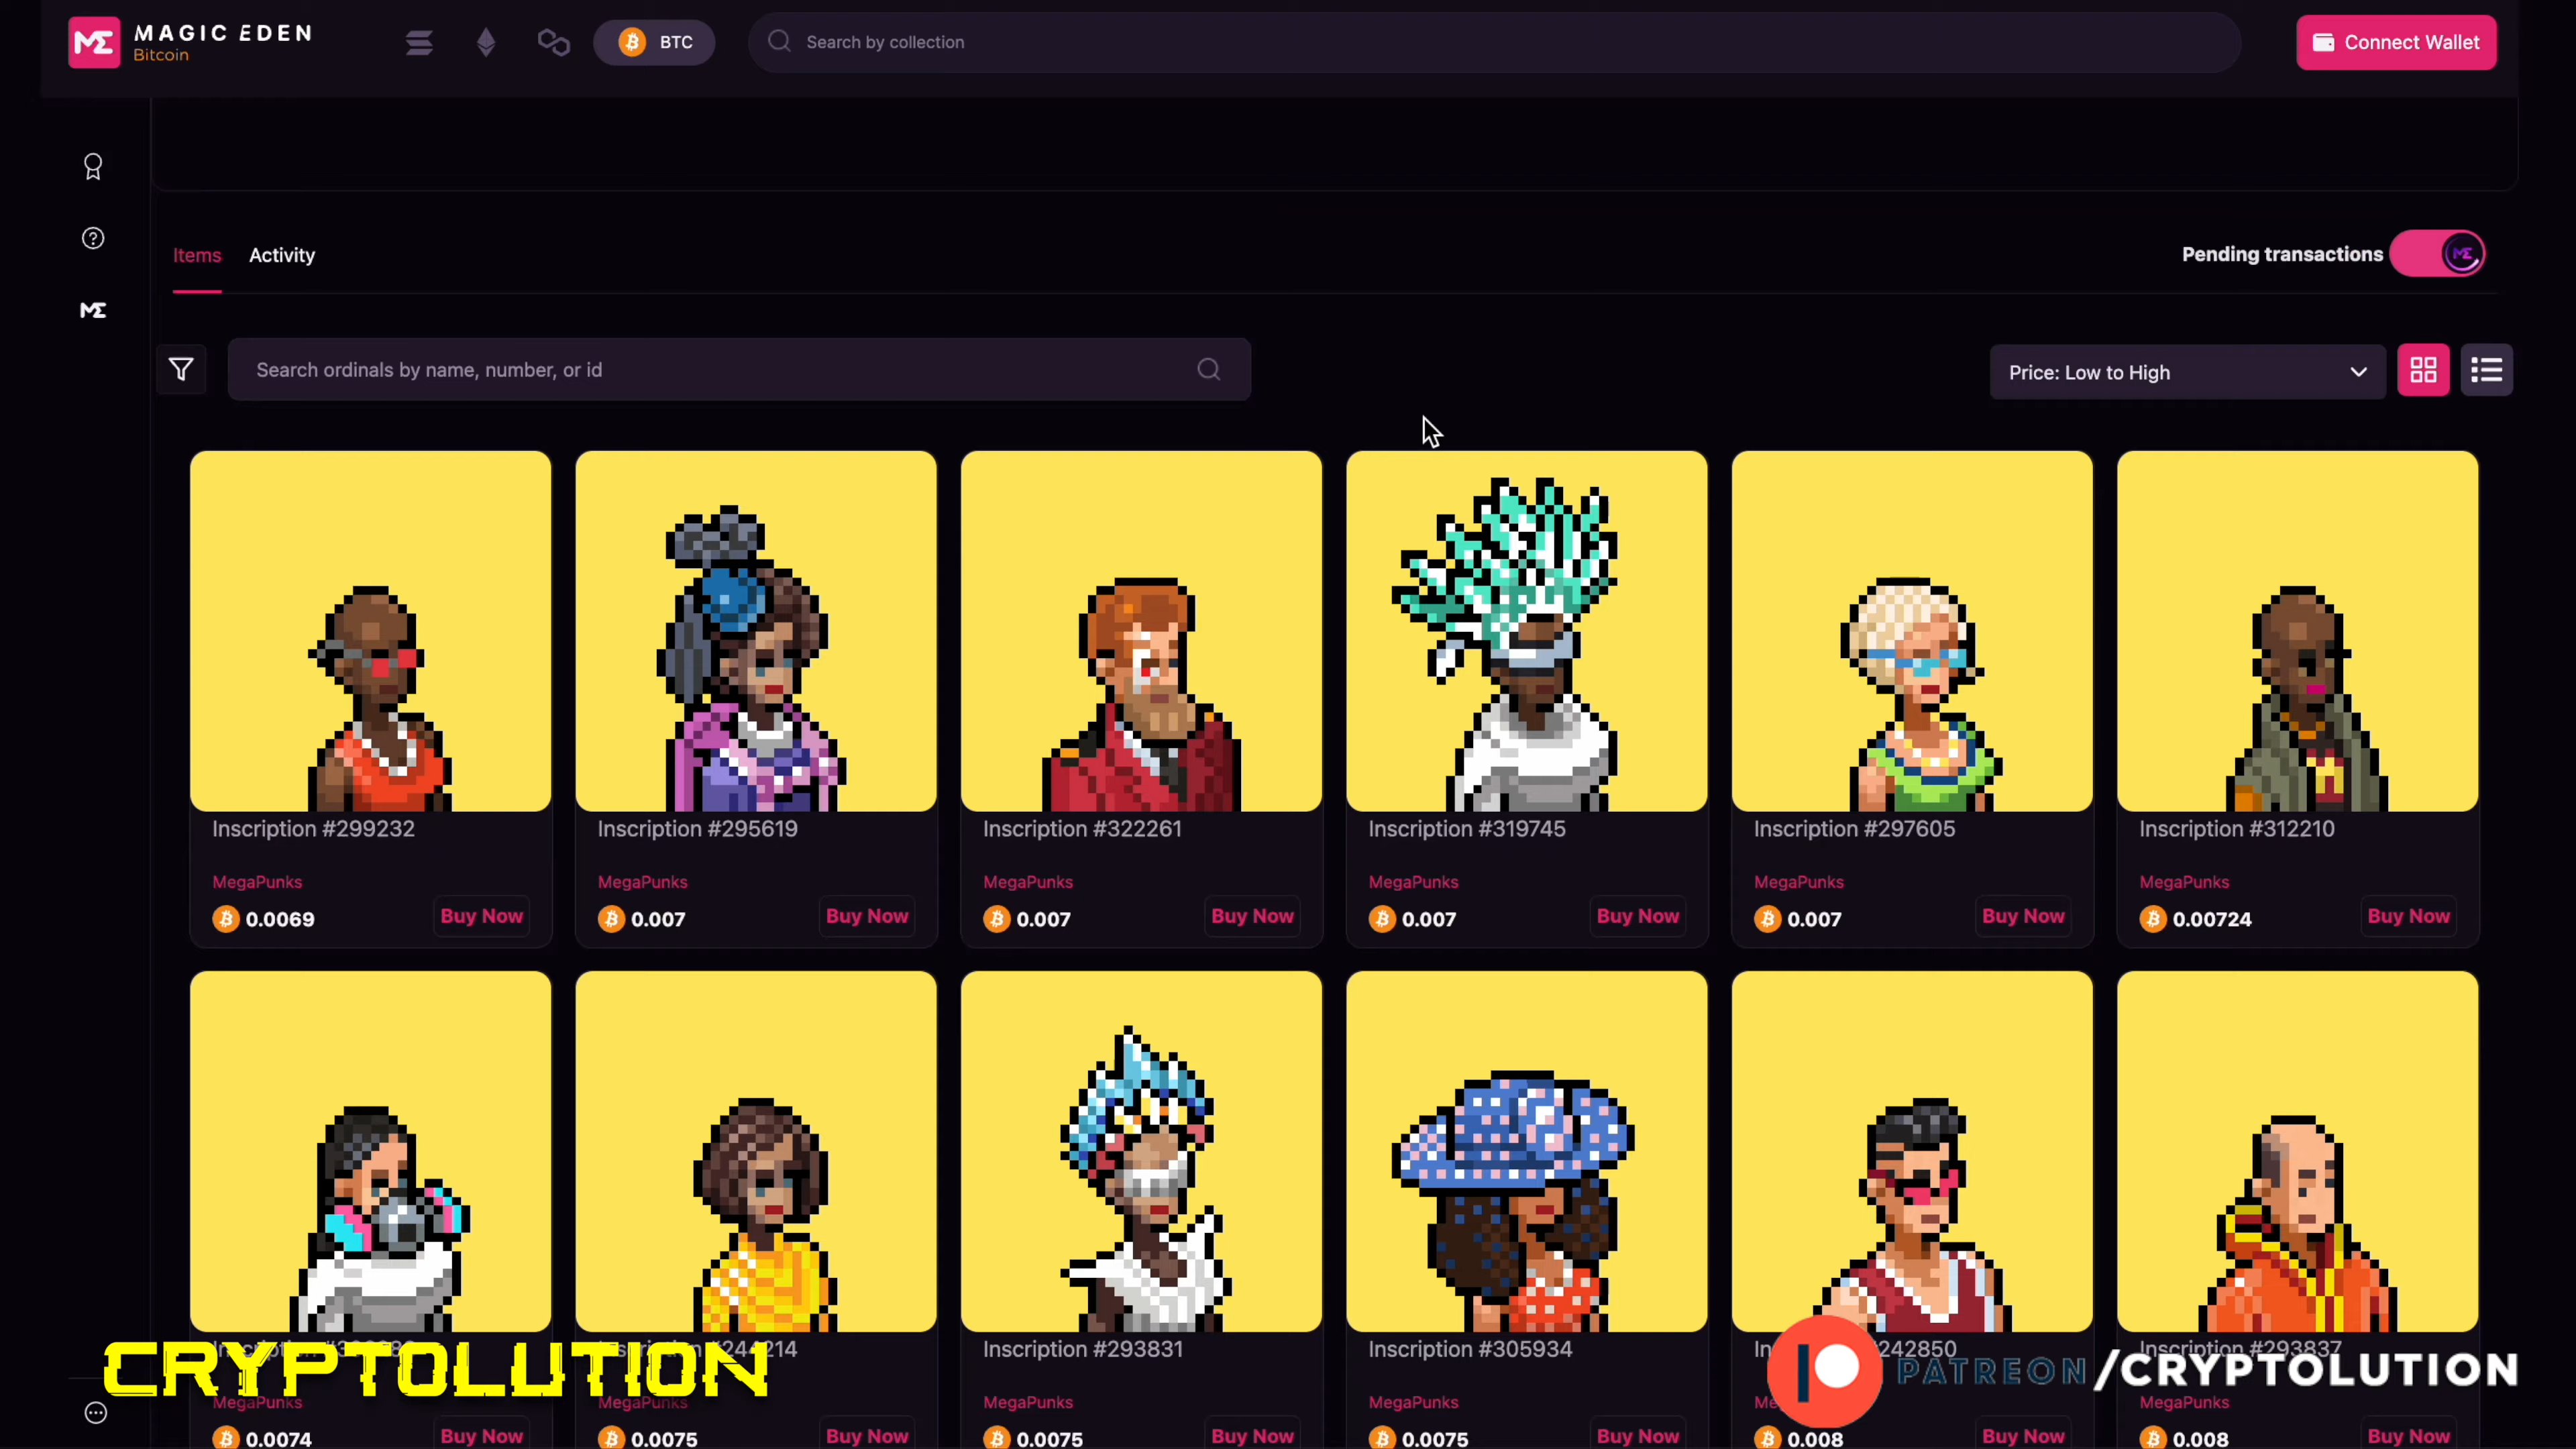 MAGIC EDEN
Bitcoin
BTC
Search by collection
Connect Wallet
Items
Activity
Pending transactions
Search ordinals by name, number, or id
Price: Low to High
Inscription #299232
MegaPunks
0.0069
Buy Now
Inscription #295619
MegaPunks
0.007
Buy Now
Inscription #322261
MegaPunks
0.007
Buy Now
Inscription #319745
MegaPunks
0.007
Buy Now
Inscription #297605
MegaPunks
0.007
Buy Now
Inscription #312210
MegaPunks
0.00724
Buy Now
MegaPunks
0.0074
Buy Now
MegaPunks
0.0075
Buy Now
Inscription #293831
MegaPunks
0.0075
Buy Now
Inscription #305934
MegaPunks
0.0075
Buy Now
242850
0.008
Buy Now
Inscription #293837
MegaPunks
0.008
Buy Now
CRYPTOLUTION
PATREON/CRYPTOLUTION